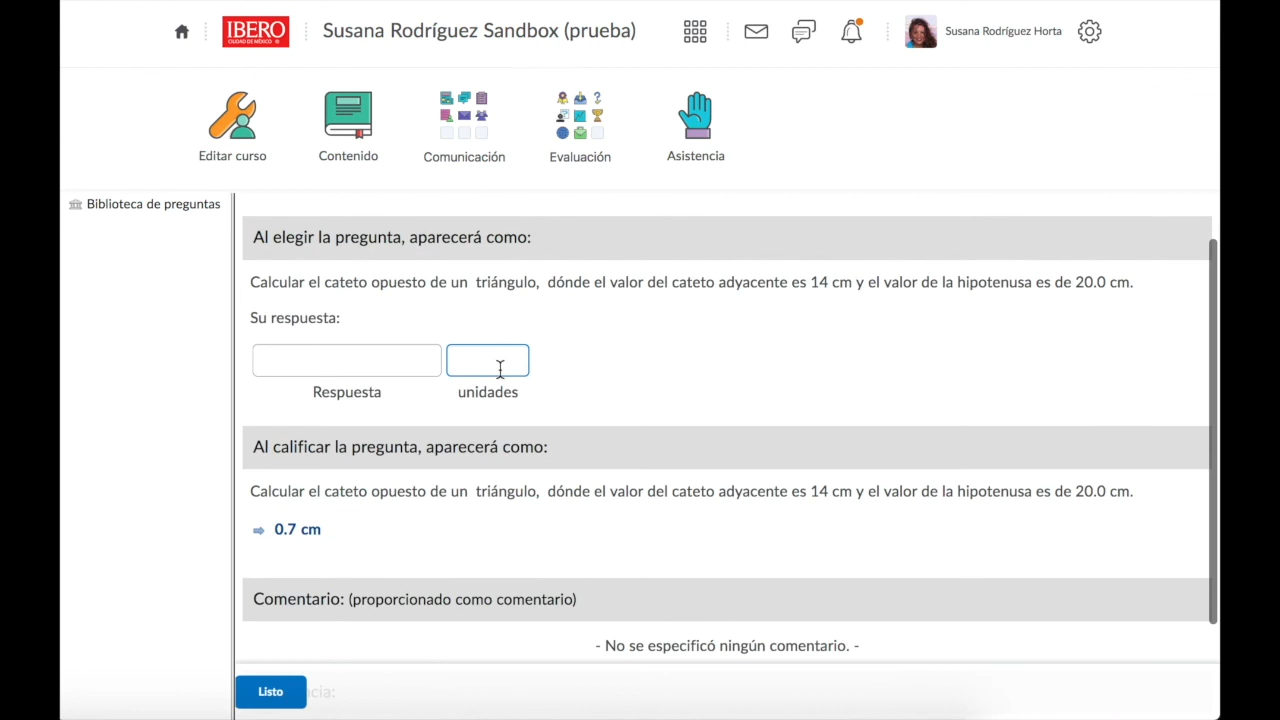 IBERO
CIUDAD DE MÉXICO ®
Susana Rodríguez Sandbox (prueba)
Susana Rodríguez Horta
Editar curso
Contenido
Comunicación
Evaluación
Asistencia
Biblioteca de preguntas
Al elegir la pregunta, aparecerá como:
Calcular el cateto opuesto de un  triángulo,  dónde el valor del cateto adyacente es 14 cm y el valor de la hipotenusa es de 20.0 cm.
Su respuesta:
Respuesta
unidades
Al calificar la pregunta, aparecerá como:
Calcular el cateto opuesto de un  triángulo,  dónde el valor del cateto adyacente es 14 cm y el valor de la hipotenusa es de 20.0 cm.
0.7 cm
Comentario: (proporcionado como comentario)
- No se especificó ningún comentario. -
Listo
cia: